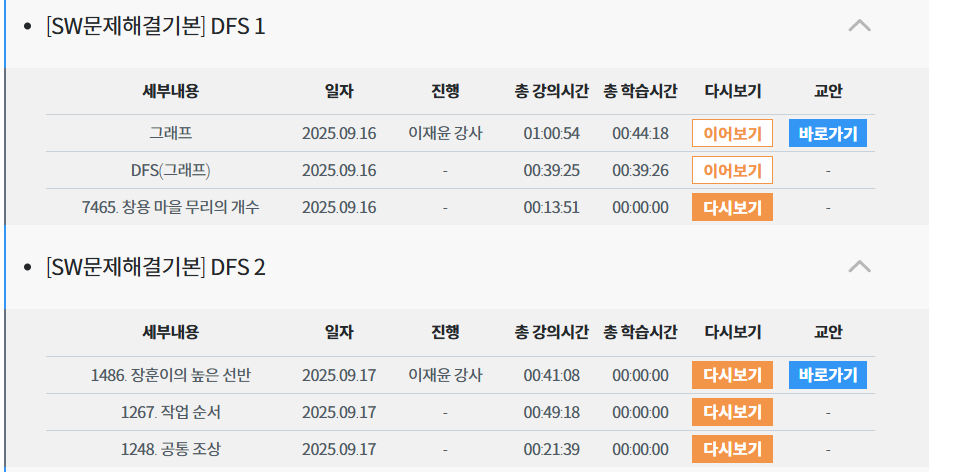 [SW문제해결기본] DFS 1
세부내용 일자 진행 총 강의시간 총 학습시간 다시보기 교안
그래프 2025.09.16 이재윤 강사 01:00:54 00:44:18 이어보기 바로가기
DFS(그래프) 2025.09.16 - 00:39:25 00:39:26 이어보기 -
7465. 창용 마을 무리의 개수 2025.09.16 - 00:13:51 00:00:00 다시보기 -
[SW문제해결기본] DFS 2
세부내용 일자 진행 총 강의시간 총 학습시간 다시보기 교안
1486. 장훈이의 높은 선반 2025.09.17 이재윤 강사 00:41:08 00:00:00 다시보기 바로가기
1267. 작업 순서 2025.09.17 - 00:49:18 00:00:00 다시보기 -
1248. 공통 조상 2025.09.17 - 00:21:39 00:00:00 다시보기 -